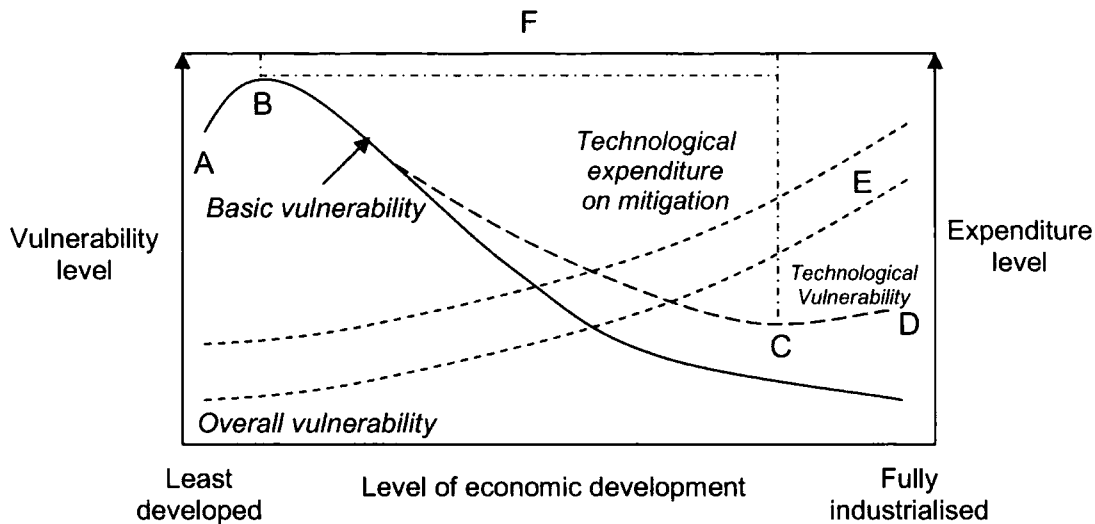 F
B
A
Technological
expenditure
on mitigation
E
Basic vulnerability
Vulnerability
level
Expenditure
level
Technological
Vulnerability
D
C
Overall vulnerability
Least
developed
Level of economic development
Fully
industrialised